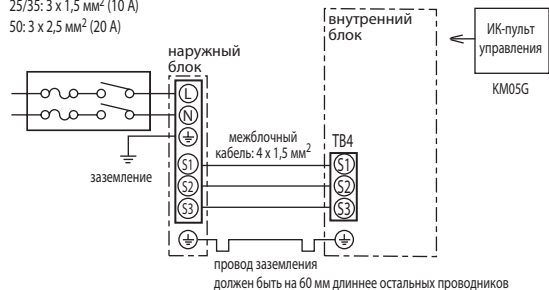 25/35: 3 x 1,5 мм² (10 А)
50: 3 x 2,5 мм² (20 А)
наружный
блок
внутренний
блок
ИК-пульт
управления
KM05G
L
N
заземление
межблочный
кабель: 4 x 1,5 мм²
TB4
S1
S2
S3
S1
S2
S3
провод заземления
должен быть на 60 мм длиннее остальных проводников